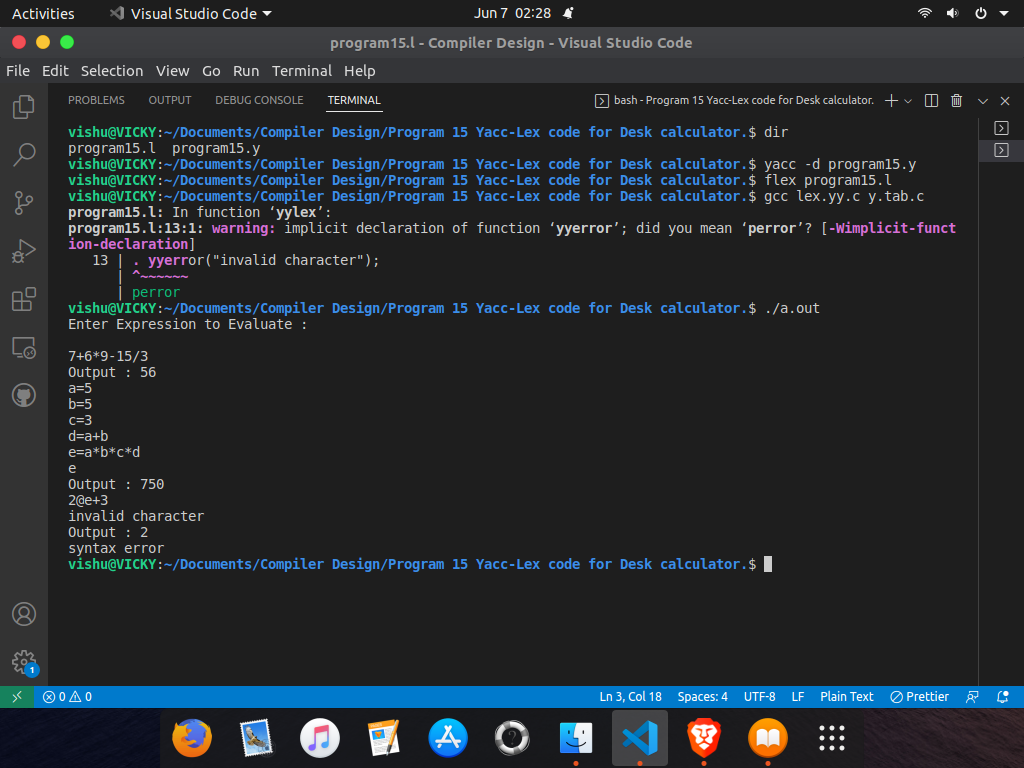 Activities Visual Studio Code Jun 7 02:28
program15.l - Compiler Design - Visual Studio Code
File Edit Selection View Go Run Terminal Help
PROBLEMS OUTPUT DEBUG CONSOLE TERMINAL bash - Program 15 Yacc-Lex code for Desk calculator.
vishu@VICKY:~/Documents/Compiler Design/Program 15 Yacc-Lex code for Desk calculator.$ dir
program15.l  program15.y
vishu@VICKY:~/Documents/Compiler Design/Program 15 Yacc-Lex code for Desk calculator.$ yacc -d program15.y
vishu@VICKY:~/Documents/Compiler Design/Program 15 Yacc-Lex code for Desk calculator.$ flex program15.l
vishu@VICKY:~/Documents/Compiler Design/Program 15 Yacc-Lex code for Desk calculator.$ gcc lex.yy.c y.tab.c
program15.l: In function ‘yylex’:
program15.l:13:1: warning: implicit declaration of function ‘yyerror’; did you mean ‘perror’? [-Wimplicit-funct
ion-declaration]
   13 | . yyerror("invalid character");
      | ^~~~~~~
      | perror
vishu@VICKY:~/Documents/Compiler Design/Program 15 Yacc-Lex code for Desk calculator.$ ./a.out
Enter Expression to Evaluate :
7+6*9-15/3
Output : 56
a=5
b=5
c=3
d=a+b
e=a*b*c*d
e
Output : 750
2@e+3
invalid character
Output : 2
syntax error
vishu@VICKY:~/Documents/Compiler Design/Program 15 Yacc-Lex code for Desk calculator.$
1
0 0 Ln 3, Col 18 Spaces: 4 UTF-8 LF Plain Text Prettier